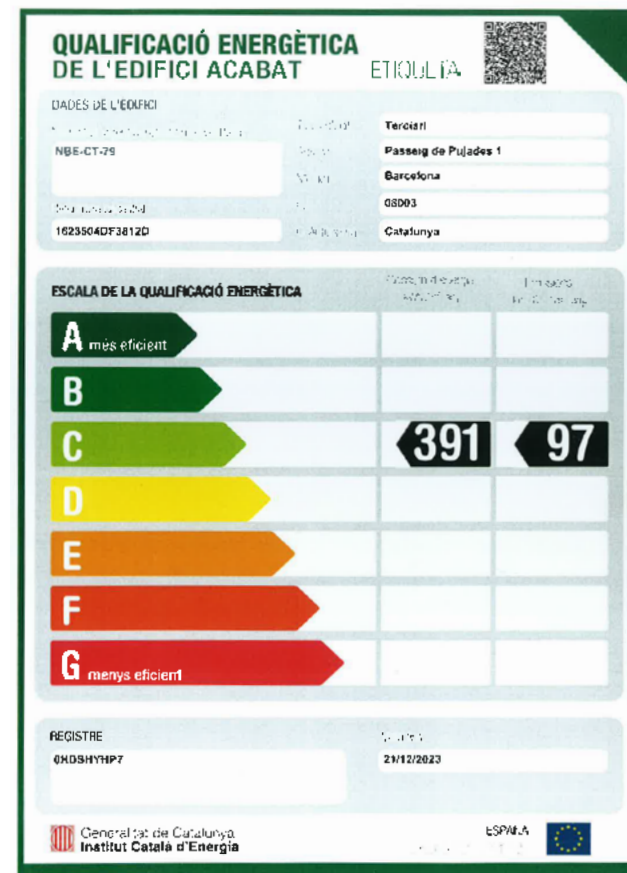 QUALIFICACIÓ ENERGÈTICA
DE L'EDIFICI ACABAT
ETIQUETA
DADES DE L'EDIFICI
Terciari
NBE-CT-79
Passeig de Pujades 1
Barcelona
08003
1623504DF3812D
Catalunya
ESCALA DE LA QUALIFICACIÓ ENERGÈTICA
A més eficient
B
C
391
97
D
E
F
G menys eficient
REGISTRE
21/12/2023
Generalitat de Catalunya
Institut Català d'Energia
ESPAÑA